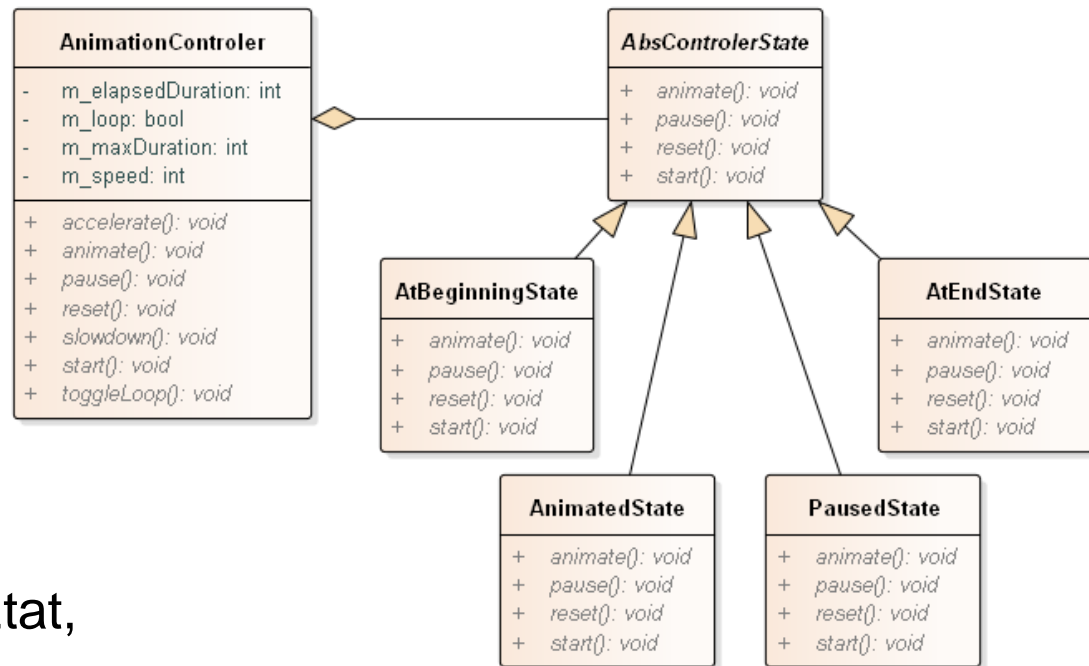 AnimationControler
- m_elapsedDuration: int
- m_loop: bool
- m_maxDuration: int
- m_speed: int
+ accelerate(): void
+ animate(): void
+ pause(): void
+ reset(): void
+ slowdown(): void
+ start(): void
+ toggleLoop(): void
AbsControlerState
+ animate(): void
+ pause(): void
+ reset(): void
+ start(): void
AtBeginningState
+ animate(): void
+ pause(): void
+ reset(): void
+ start(): void
AtEndState
+ animate(): void
+ pause(): void
+ reset(): void
+ start(): void
AnimatedState
+ animate(): void
+ pause(): void
+ reset(): void
+ start(): void
PausedState
+ animate(): void
+ pause(): void
+ reset(): void
+ start(): void